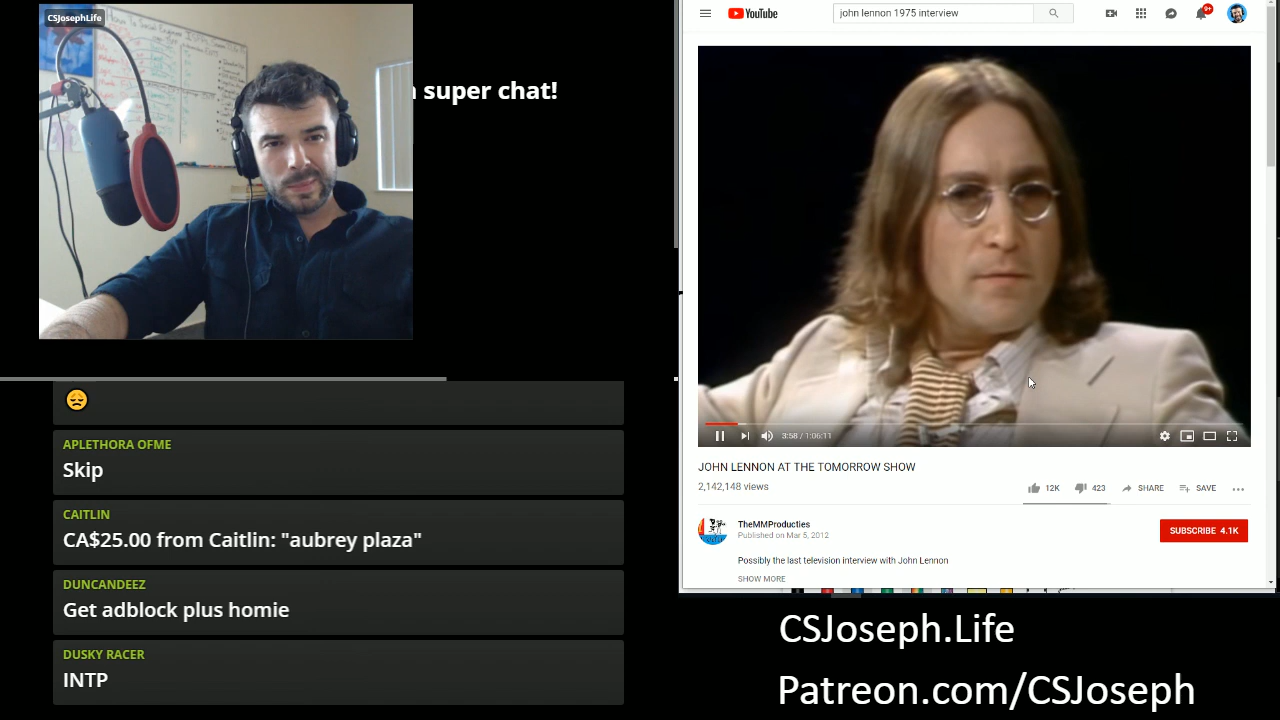 CSJosephLife
super chat!
APLETHORA OFME
Skip
CAITLIN
CA$25.00 from Caitlin: "aubrey plaza"
DUNCANDEEZ
Get adblock plus homie
DUSKY RACER
INTP
YouTube
john lennon 1975 interview
9+
3:58 / 1:06:11
JOHN LENNON AT THE TOMORROW SHOW
2,142,148 views
12K
423
SHARE
SAVE
TheMMProducties
Published on Mar 5, 2012
SUBSCRIBE 4.1K
Possibly the last television interview with John Lennon
SHOW MORE
CSJoseph.Life
Patreon.com/CSJoseph